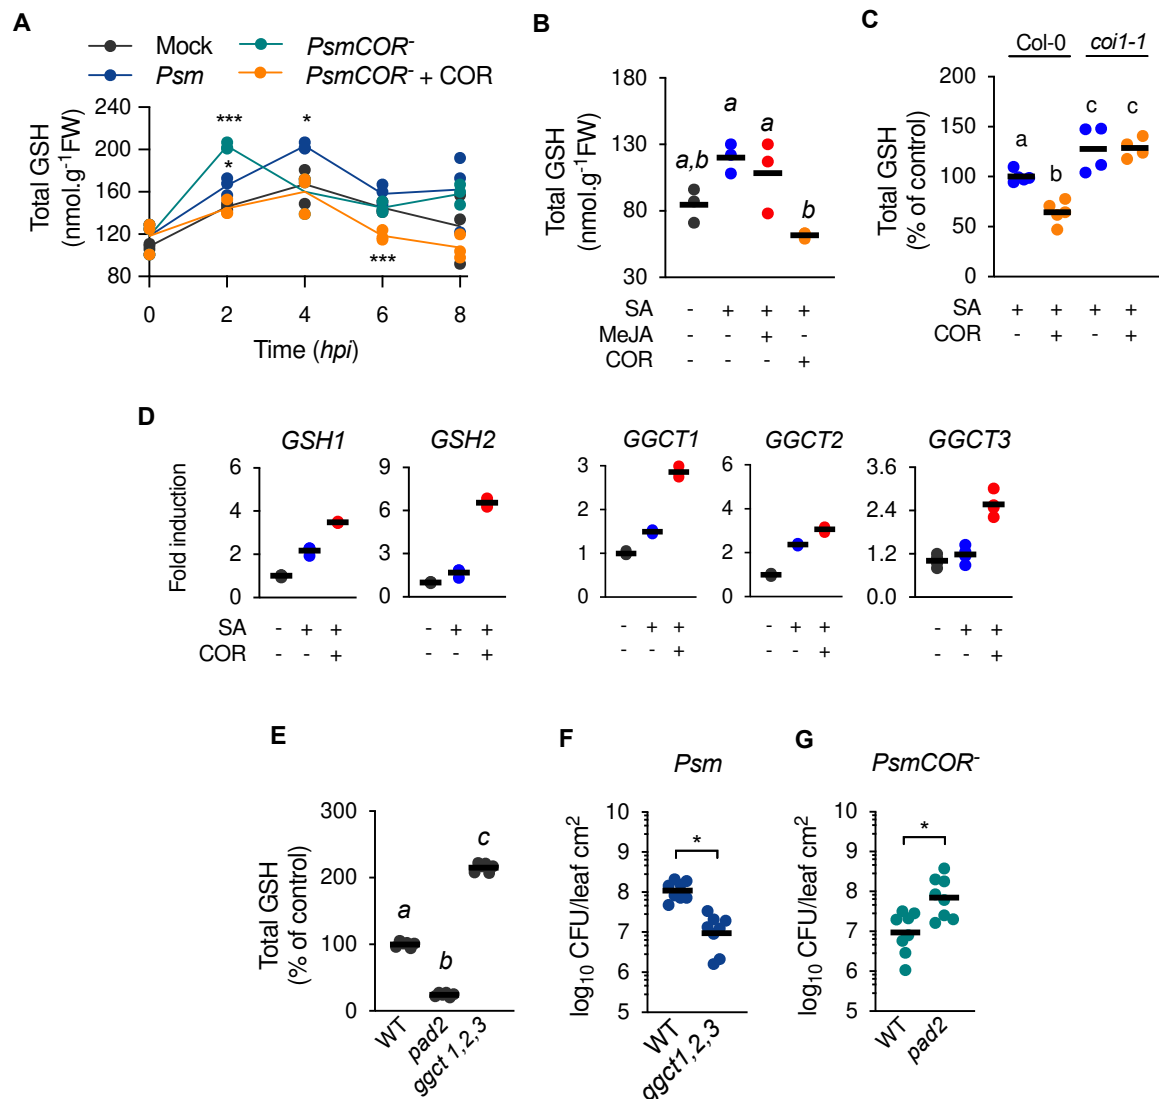 A
Mock
PsmCOR-
Psm
PsmCOR- + COR
Total GSH
(nmol.g-1FW)
240
200
160
120
80
***
*
*
***
0 2 4 6 8
Time (hpi)
B
Total GSH
(nmol.g-1FW)
180
130
80
30
a,b
a
a
b
SA - + + +
MeJA - - + -
COR - - - +
C
Col-0 coi1-1
Total GSH
(% of control)
200
150
100
50
0
a
b
c
c
SA + + + +
COR - + - +
D
Fold induction
GSH1
6
4
2
0
GSH2
9
6
3
0
GGCT1
3
2
1
0
GGCT2
6
4
2
0
GGCT3
3.6
2.4
1.2
0.0
SA - + + - + + - + + - + + - + +
COR - - + - - + - - + - - + - - +
E
Total GSH
(% of control)
300
200
100
0
a
b
c
WT
pad2
ggct 1,2,3
F
Psm
log10 CFU/leaf cm2
10
9
8
7
6
5
*
WT
ggct1,2,3
G
PsmCOR-
log10 CFU/leaf cm2
10
9
8
7
6
5
*
WT
pad2